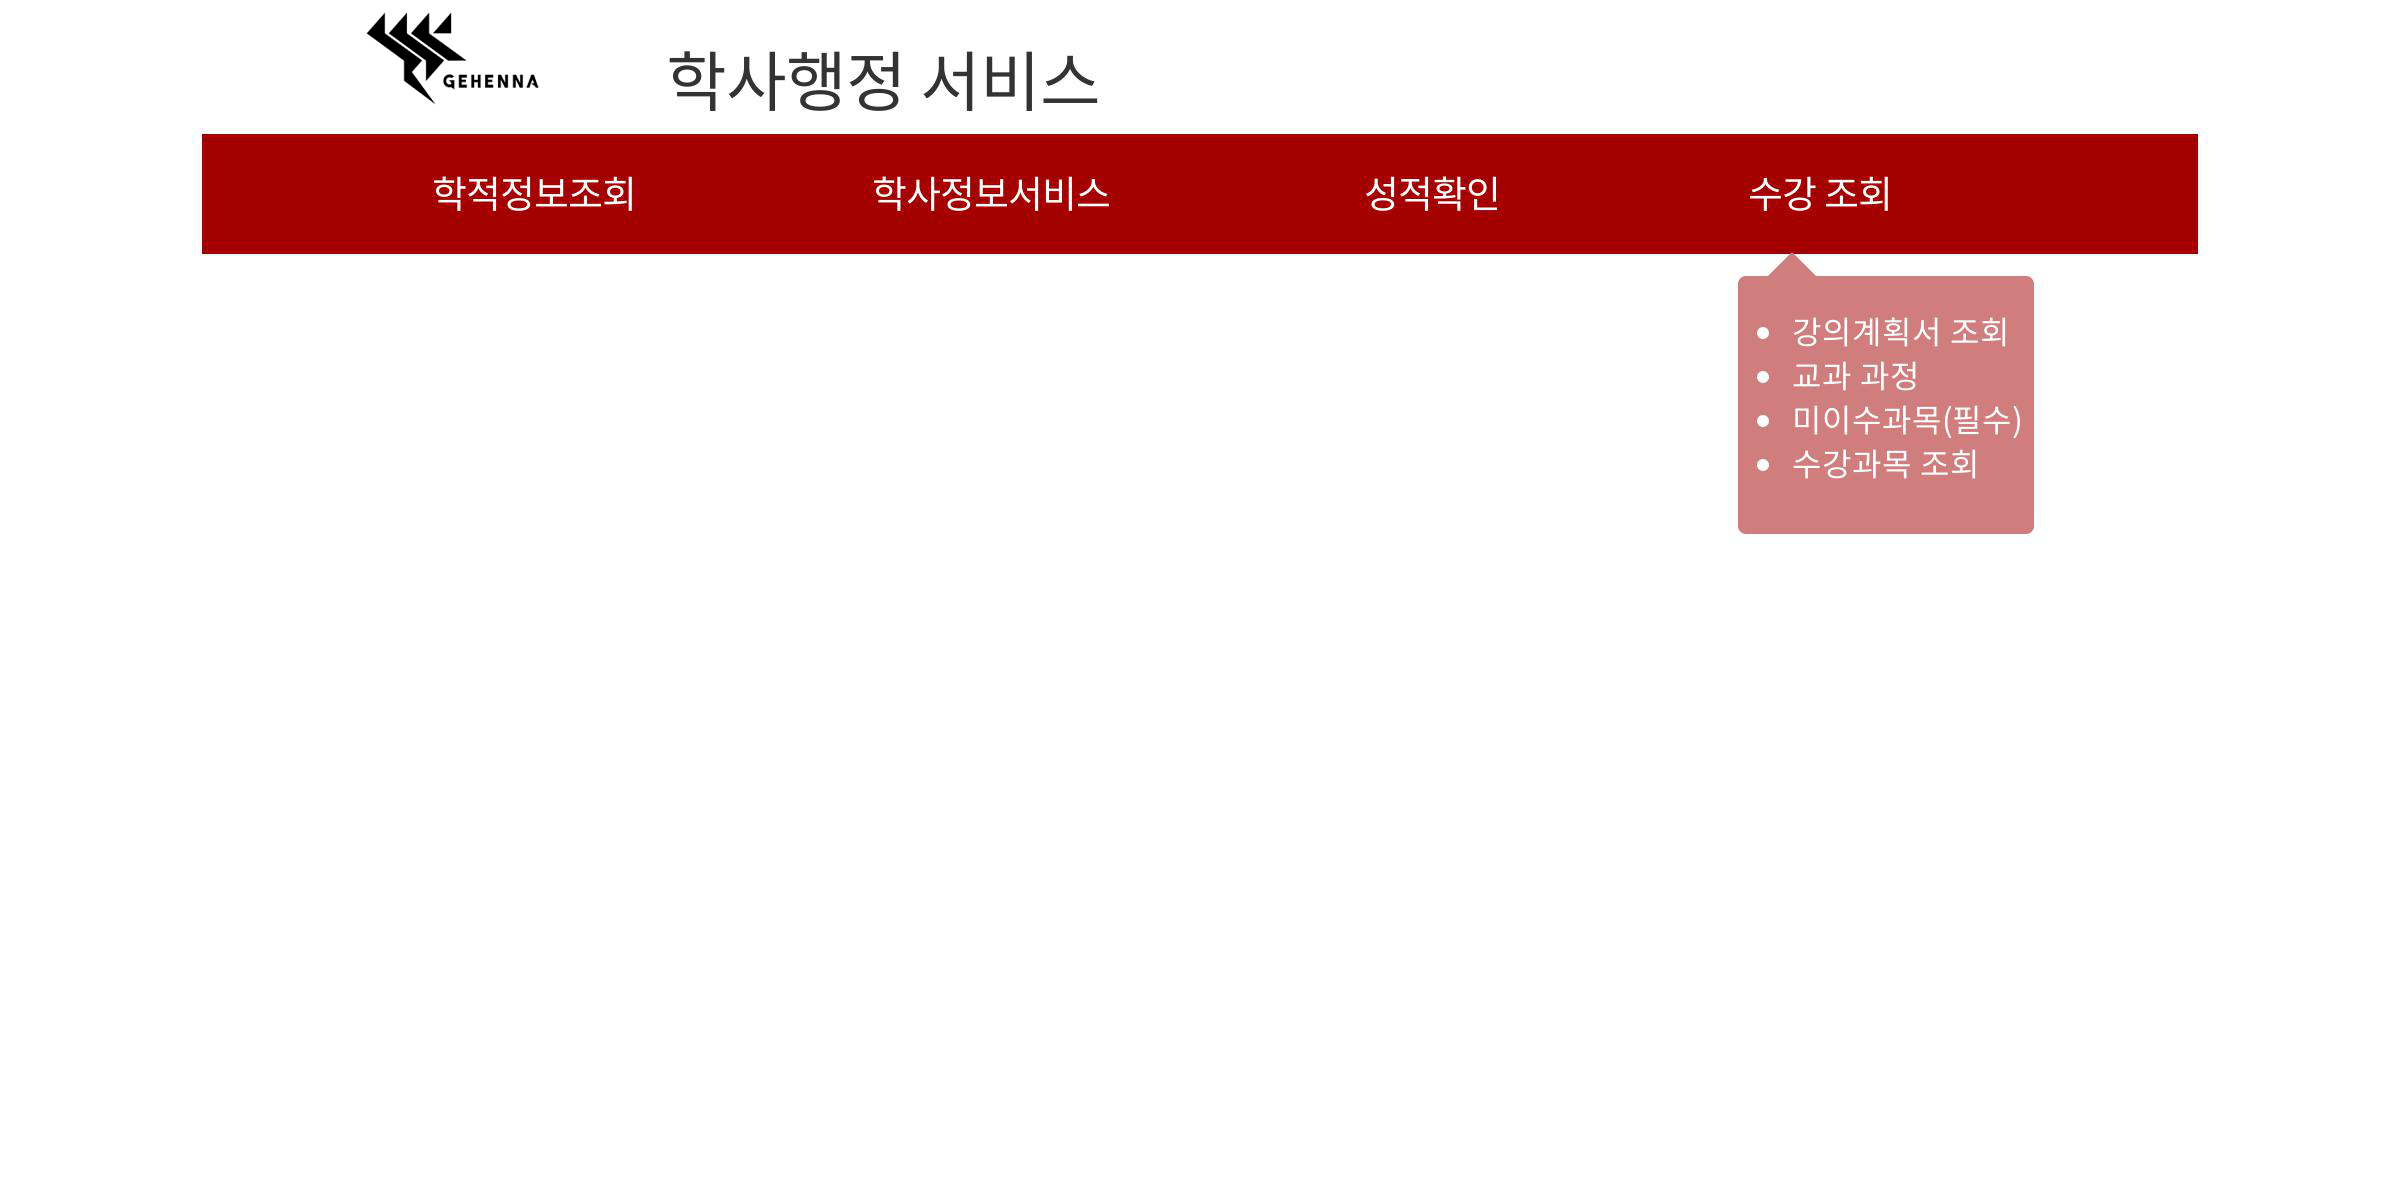 GEHENNA
학사행정 서비스
학적정보조회
학사정보서비스
성적확인
수강 조회
강의계획서 조회
교과 과정
미이수과목(필수)
수강과목 조회